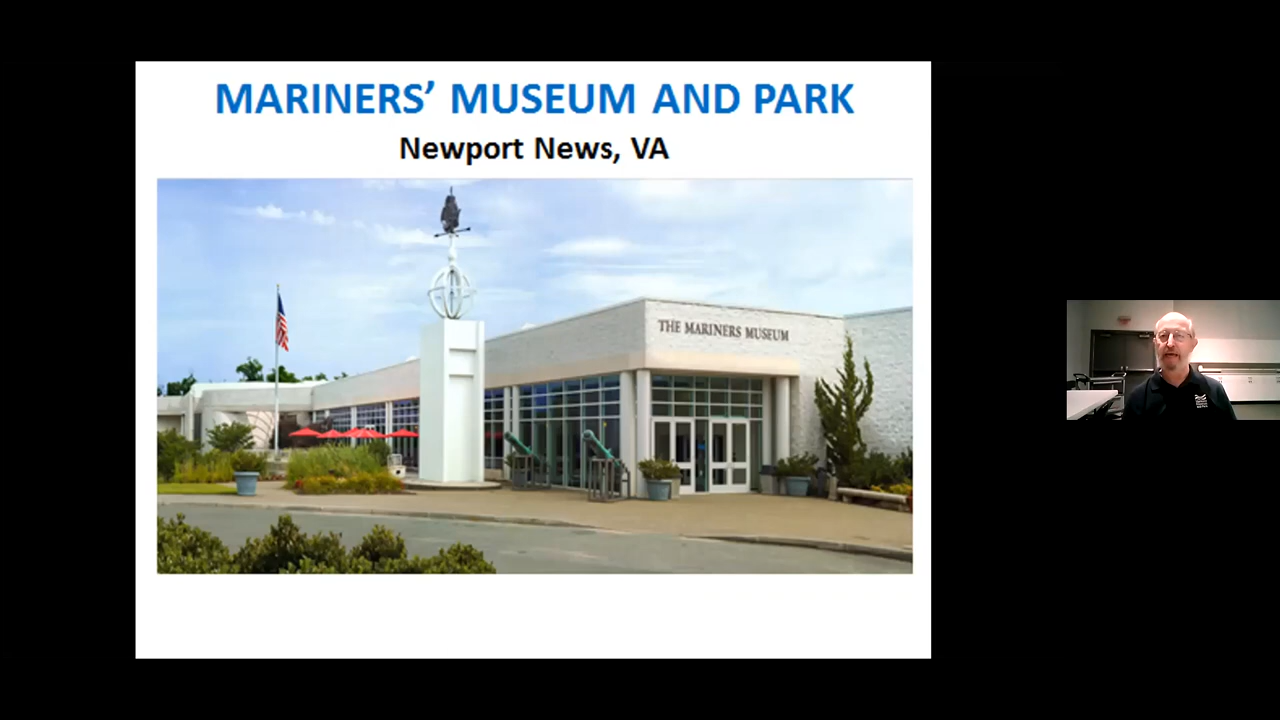 MARINERS’ MUSEUM AND PARK
Newport News, VA
THE MARINERS MUSEUM